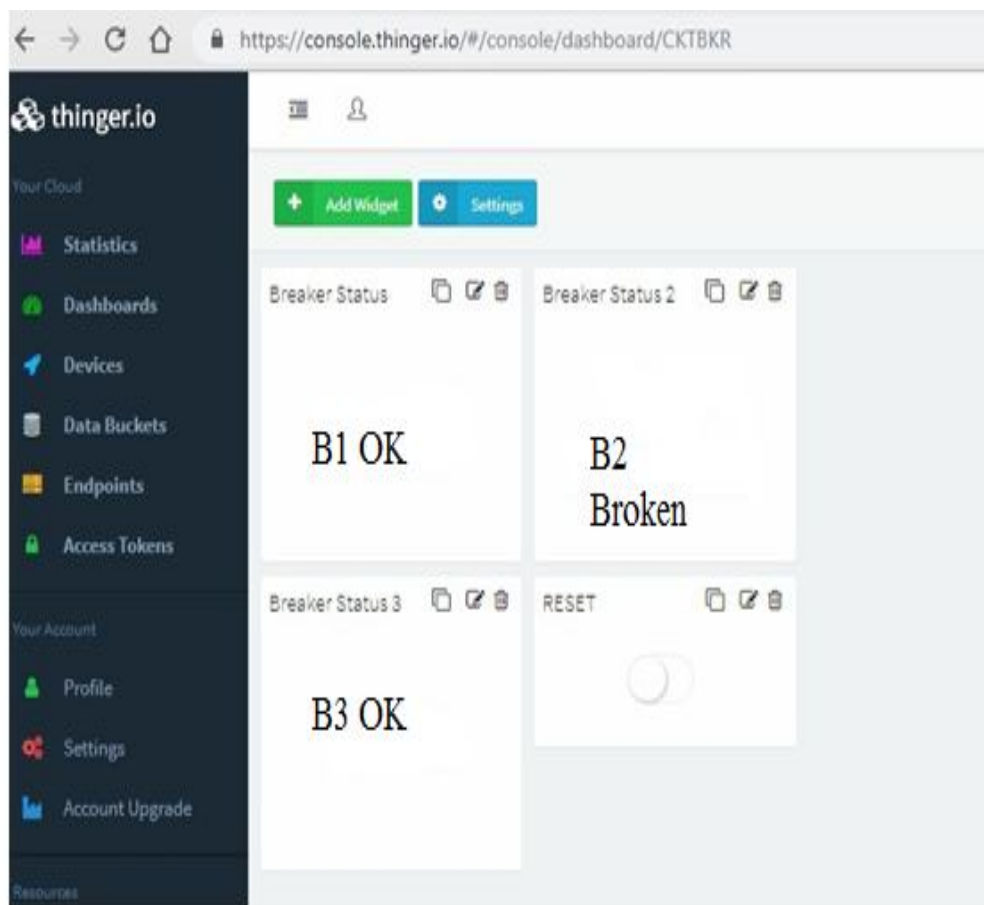 https://console.thinger.io/#/console/dashboard/CKTBKR
thinger.io
Your Cloud
Statistics
Dashboards
Devices
Data Buckets
Endpoints
Access Tokens
Your Account
Profile
Settings
Account Upgrade
Resources
Add Widget
Settings
Breaker Status
B1 OK
Breaker Status 2
B2
Broken
Breaker Status 3
B3 OK
RESET